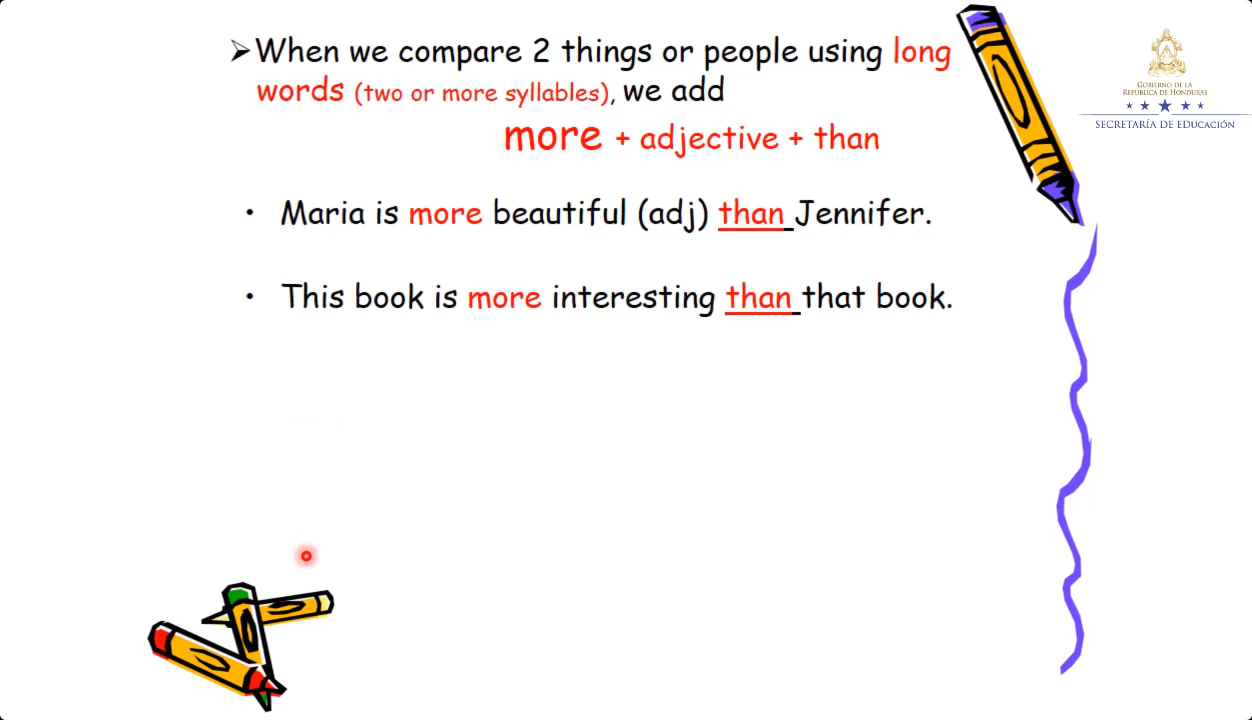 ➢When we compare 2 things or people using long
words (two or more syllables), we add
more + adjective + than
• Maria is more beautiful (adj) than Jennifer.
• This book is more interesting than that book.
GOBIERNO DE LA
REPÚBLICA DE HONDURAS
SECRETARÍA DE EDUCACIÓN